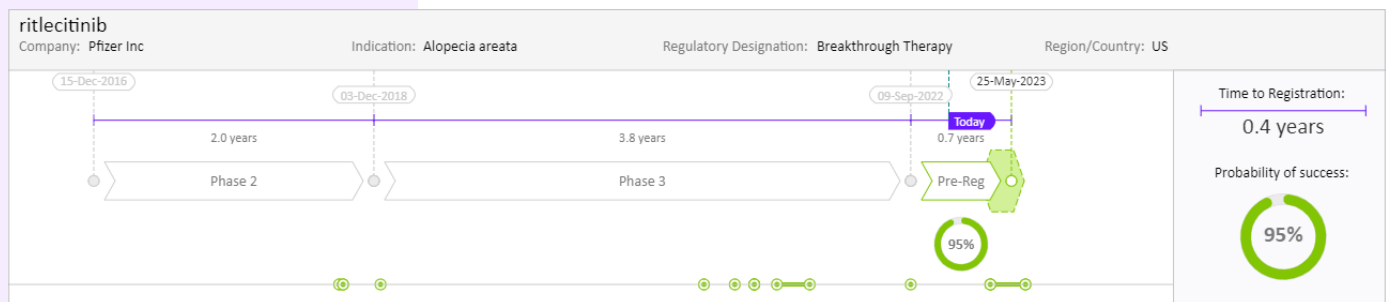 ritlecitinib
Company: Pfizer Inc Indication: Alopecia areata Regulatory Designation: Breakthrough Therapy Region/Country: US
15-Dec-2016
03-Dec-2018
09-Sep-2022
25-May-2023
Today
2.0 years 3.8 years 0.7 years
Phase 2 Phase 3 Pre-Reg
95%
Time to Registration:
0.4 years
Probability of success:
95%